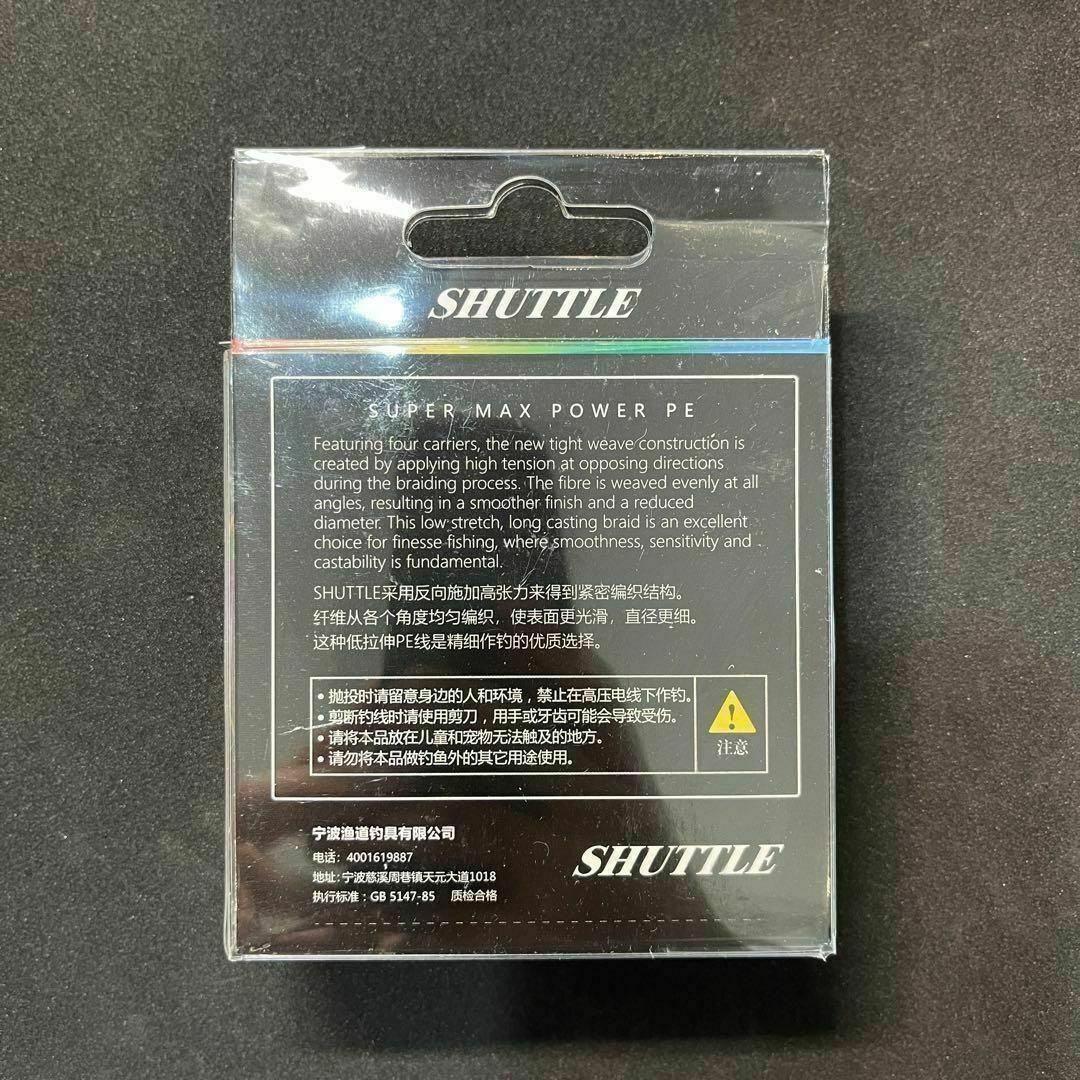 SHUTTLE
SUPER MAX POWER PE
Featuring four carriers, the new tight weave construction is
created by applying high tension at opposing directions
during the braiding process. The fibre is weaved evenly at all
angles, resulting in a smoother finish and a reduced
diameter. This low stretch, long casting braid is an excellent
choice for finesse fishing, where smoothness, sensitivity and
castability is fundamental.
SHUTTLE采用反向施加高张力来得到紧密编织结构。
纤维从各个角度均匀编织，使表面更光滑，直径更细。
这种低拉伸PE线是精细作钓的优质选择。
• 抛投时请留意身边的人和环境，禁止在高压电线下作钓。
• 剪断钓线时请使用剪刀，用手或牙齿可能会导致受伤。
• 请将本品放在儿童和宠物无法触及的地方。
• 请勿将本品做钓鱼外的其它用途使用。
注意
宁波渔道钓具有限公司
电话：4001619887
地址：宁波慈溪周巷镇天元大道1018
执行标准：GB 5147-85 质检合格
SHUTTLE